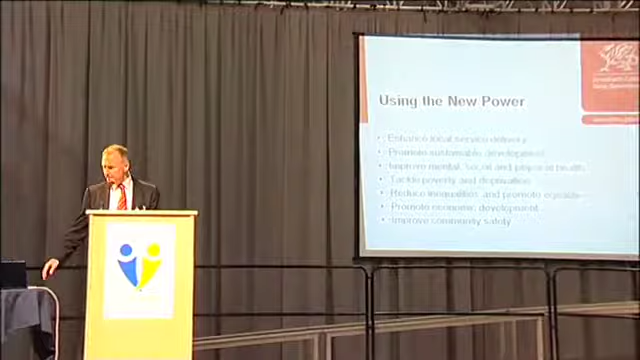 Using the New Power
• Enhance local service delivery
• Promote sustainable development
• Improve mental, social and physical health
• Tackle poverty and deprivation
• Reduce inequalities and promote equality
• Promote economic development
• Improve community safety